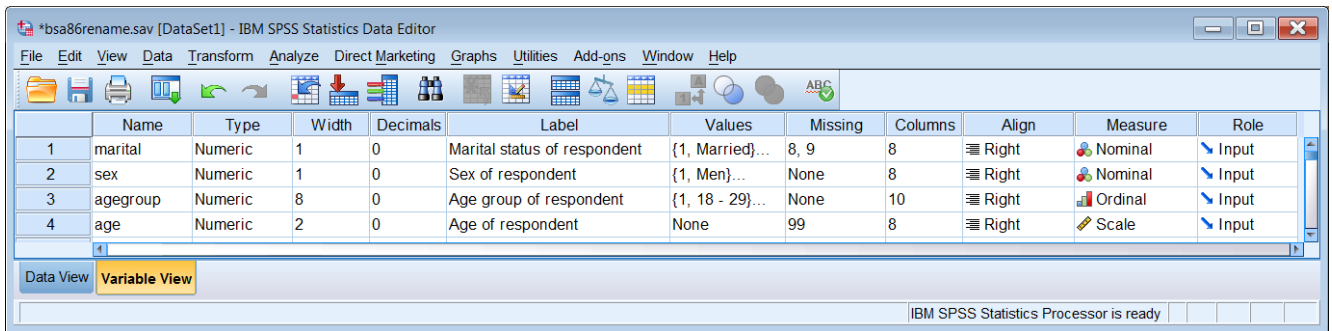 *bsa86rename.sav [DataSet1] - IBM SPSS Statistics Data Editor
File Edit View Data Transform Analyze Direct Marketing Graphs Utilities Add-ons Window Help
A 1 4 ABC
Name Type Width Decimals Label Values Missing Columns Align Measure Role
1 marital Numeric 1 0 Marital status of respondent {1, Married}... 8, 9 8 Right Nominal Input
2 sex Numeric 1 0 Sex of respondent {1, Men}... None 8 Right Nominal Input
3 agegroup Numeric 8 0 Age group of respondent {1, 18 - 29}... None 10 Right Ordinal Input
4 age Numeric 2 0 Age of respondent None 99 8 Right Scale Input
Data View Variable View
IBM SPSS Statistics Processor is ready